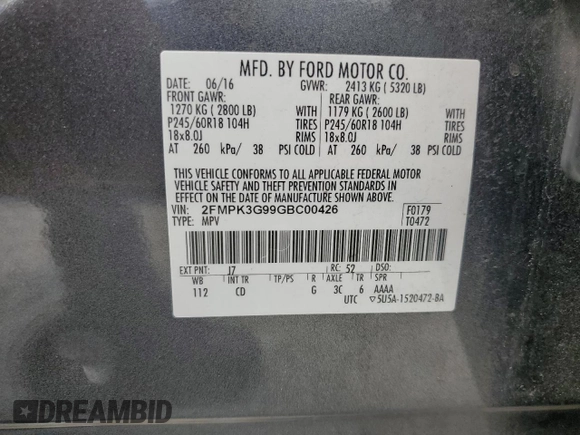 MFD. BY FORD MOTOR CO.
DATE: 06/16 GVWR: 2413 KG ( 5320 LB)
FRONT GAWR: REAR GAWR:
1270 KG ( 2800 LB) WITH 1179 KG ( 2600 LB) WITH
P245/60R18 104H TIRES P245/60R18 104H TIRES
18x8.0J RIMS 18x8.0J RIMS
AT 260 kPa/ 38 PSI COLD AT 260 kPa/ 38 PSI COLD
THIS VEHICLE CONFORMS TO ALL APPLICABLE FEDERAL MOTOR
VEHICLE SAFETY AND THEFT PREVENTION STANDARDS IN
EFFECT ON THE DATE OF MANUFACTURE SHOWN ABOVE.
VIN: 2FMPK3G99GBC00426 F0179
TYPE: MPV T0472
EXT PNT: J7 RC: 52 DSO:
WB INT TR TP/PS R AXLE TR SPR
112 CD G 3C 6 AAAA
UTC ▽5U5A-1520472-BA
DREAMBID